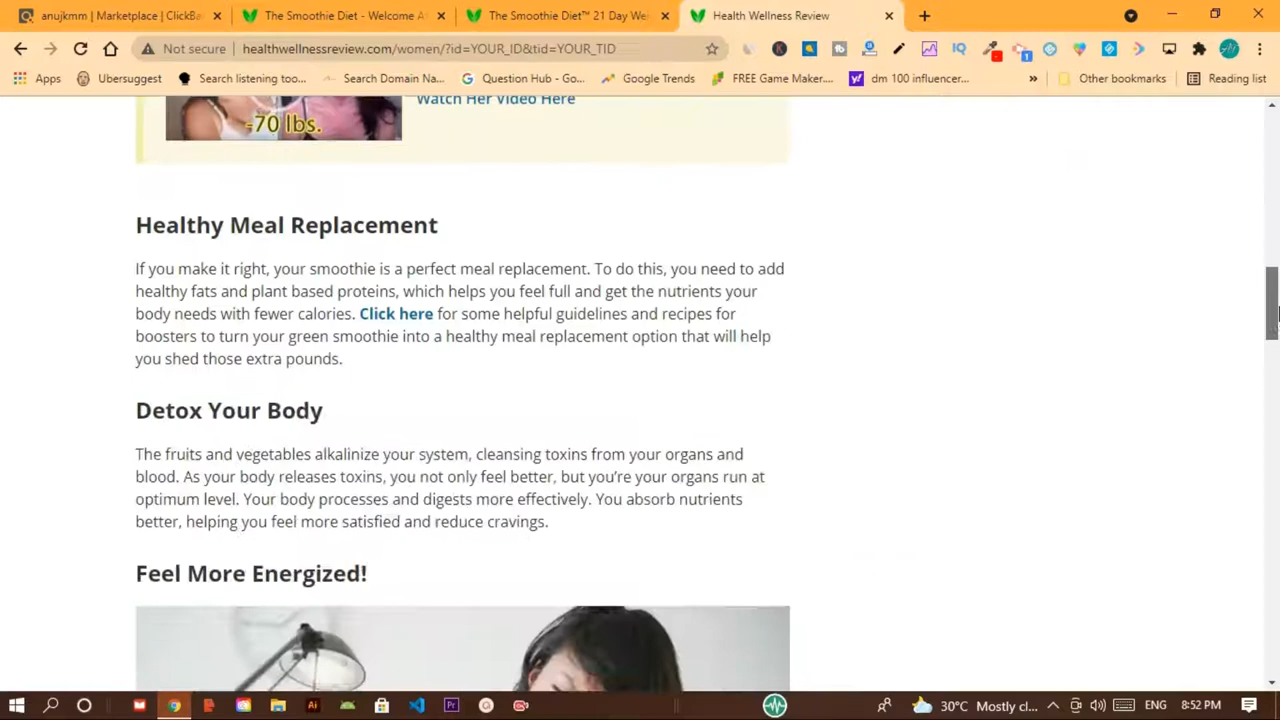 anujkmm | Marketplace | ClickBa
The Smoothie Diet - Welcome A
The Smoothie Diet™ 21 Day We
Health Wellness Review
Not secure
healthwellnessreview.com/women/?id=YOUR_ID&tid=YOUR_TID
Apps
Ubersuggest
Search listening too...
Search Domain Na...
Question Hub - Go...
Google Trends
FREE Game Maker....
dm 100 influencer...
»
Other bookmarks
Reading list
Watch Her Video Here
-70 lbs.
Healthy Meal Replacement
If you make it right, your smoothie is a perfect meal replacement. To do this, you need to add
healthy fats and plant based proteins, which helps you feel full and get the nutrients your
body needs with fewer calories. Click here for some helpful guidelines and recipes for
boosters to turn your green smoothie into a healthy meal replacement option that will help
you shed those extra pounds.
Detox Your Body
The fruits and vegetables alkalinize your system, cleansing toxins from your organs and
blood. As your body releases toxins, you not only feel better, but you're your organs run at
optimum level. Your body processes and digests more effectively. You absorb nutrients
better, helping you feel more satisfied and reduce cravings.
Feel More Energized!
30°C Mostly cl...
ENG
8:52 PM